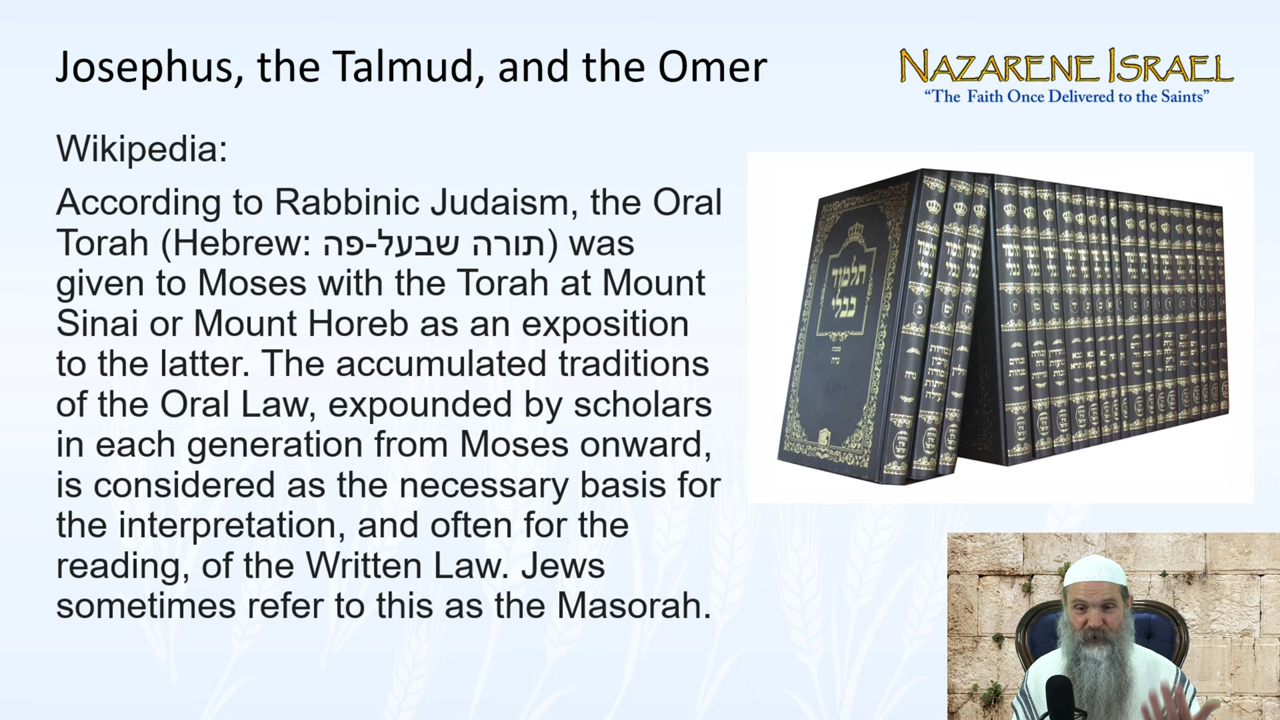 Josephus, the Talmud, and the Omer
NAZARENE ISRAEL
“The Faith Once Delivered to the Saints”
Wikipedia:
According to Rabbinic Judaism, the Oral
Torah (Hebrew: תורה שבעל-פה) was
given to Moses with the Torah at Mount
Sinai or Mount Horeb as an exposition
to the latter. The accumulated traditions
of the Oral Law, expounded by scholars
in each generation from Moses onward,
is considered as the necessary basis for
the interpretation, and often for the
reading, of the Written Law. Jews
sometimes refer to this as the Masorah.
תלמוד
בבלי